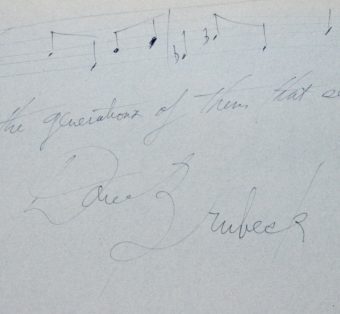 the generations of them that
Dave Brubeck